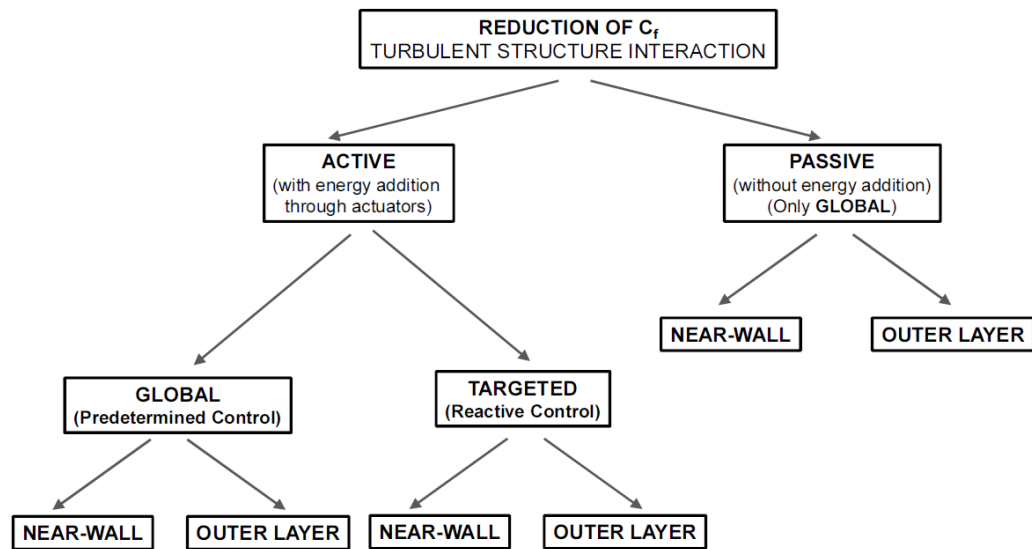 REDUCTION OF Cf
TURBULENT STRUCTURE INTERACTION
ACTIVE
(with energy addition
through actuators)
PASSIVE
(without energy addition)
(Only GLOBAL)
NEAR-WALL
OUTER LAYER
GLOBAL
(Predetermined Control)
TARGETED
(Reactive Control)
NEAR-WALL
OUTER LAYER
NEAR-WALL
OUTER LAYER